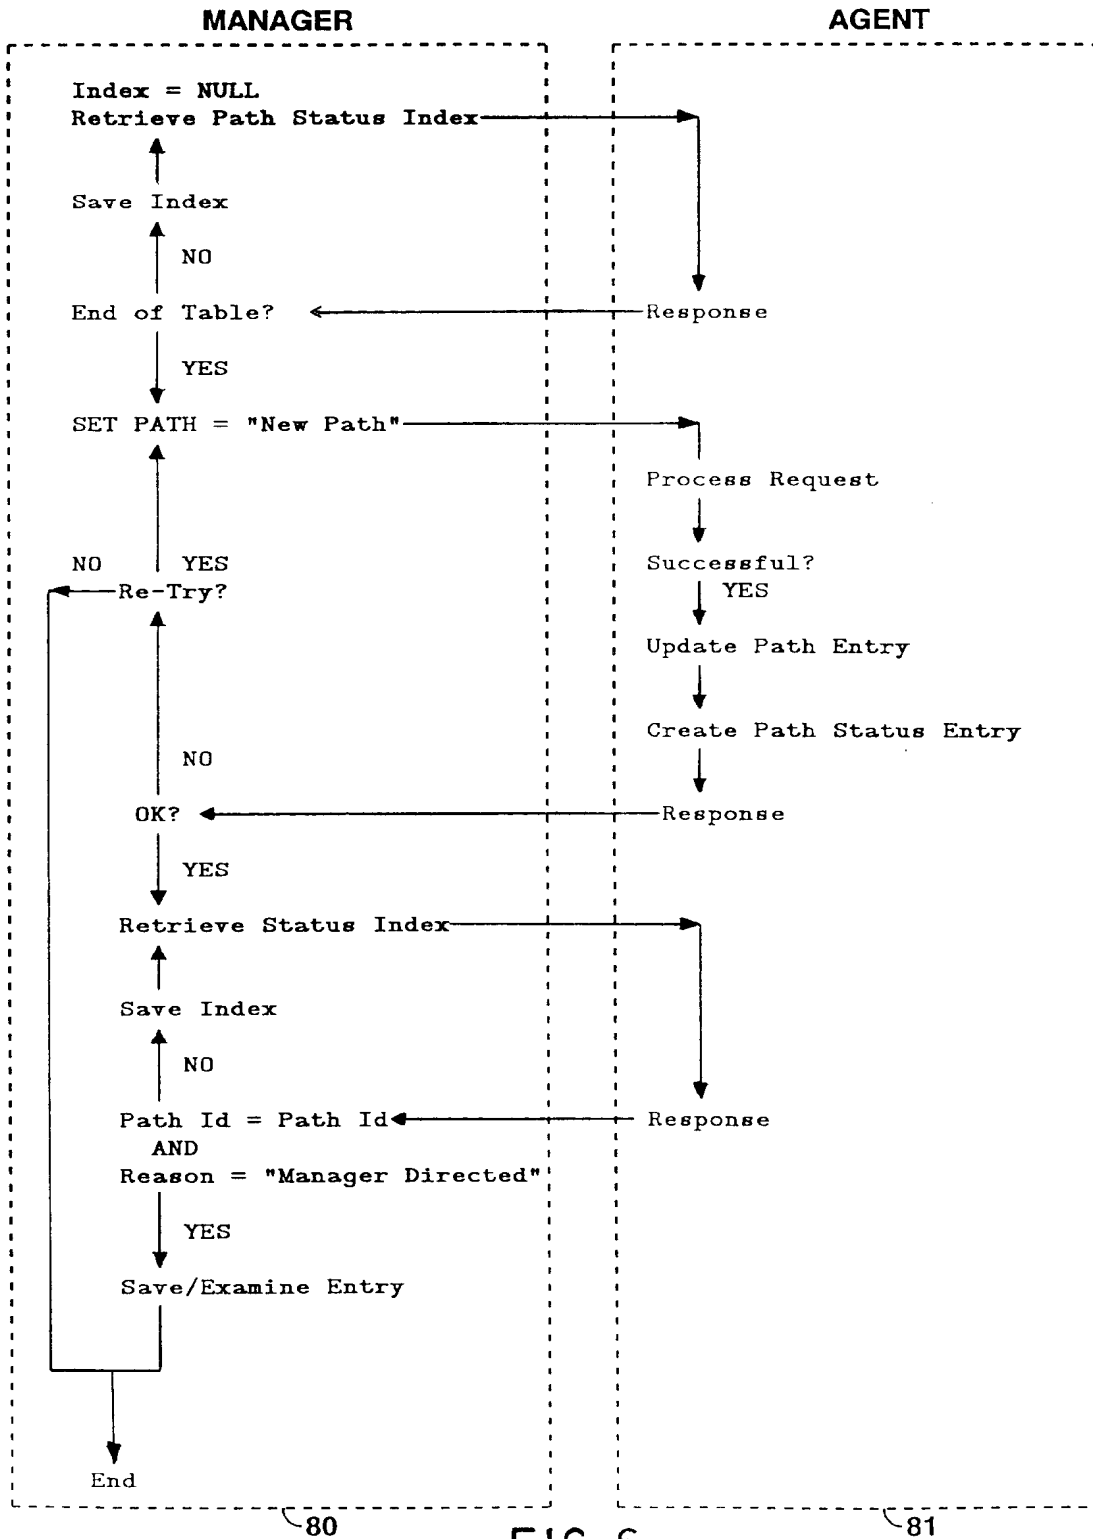 MANAGER AGENT
Index = NULL
Retrieve Path Status Index
Save Index
NO
End of Table? Response
YES
SET PATH = "New Path"
Process Request
NO YES Successful?
Re-Try? YES
Update Path Entry
Create Path Status Entry
NO
OK? Response
YES
Retrieve Status Index
Save Index
NO
Path Id = Path Id Response
AND
Reason = "Manager Directed"
YES
Save/Examine Entry
End
80 81